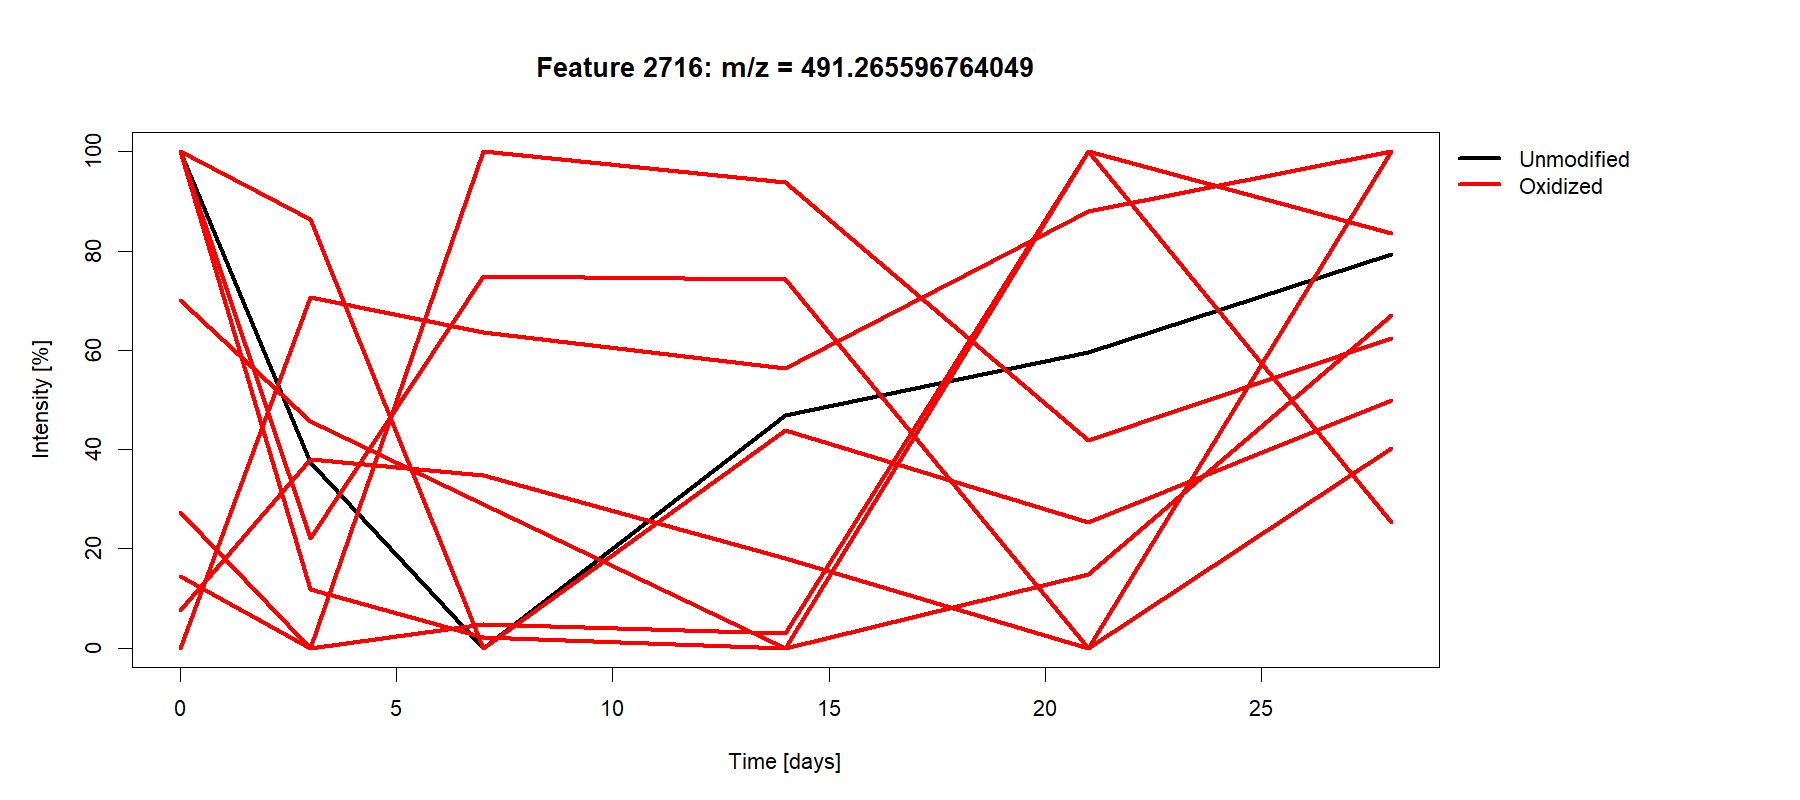 Feature 2716: m/z = 491.265596764049
Unmodified
Oxidized
Intensity [%]
100
80
60
40
20
0
0 5 10 15 20 25
Time [days]